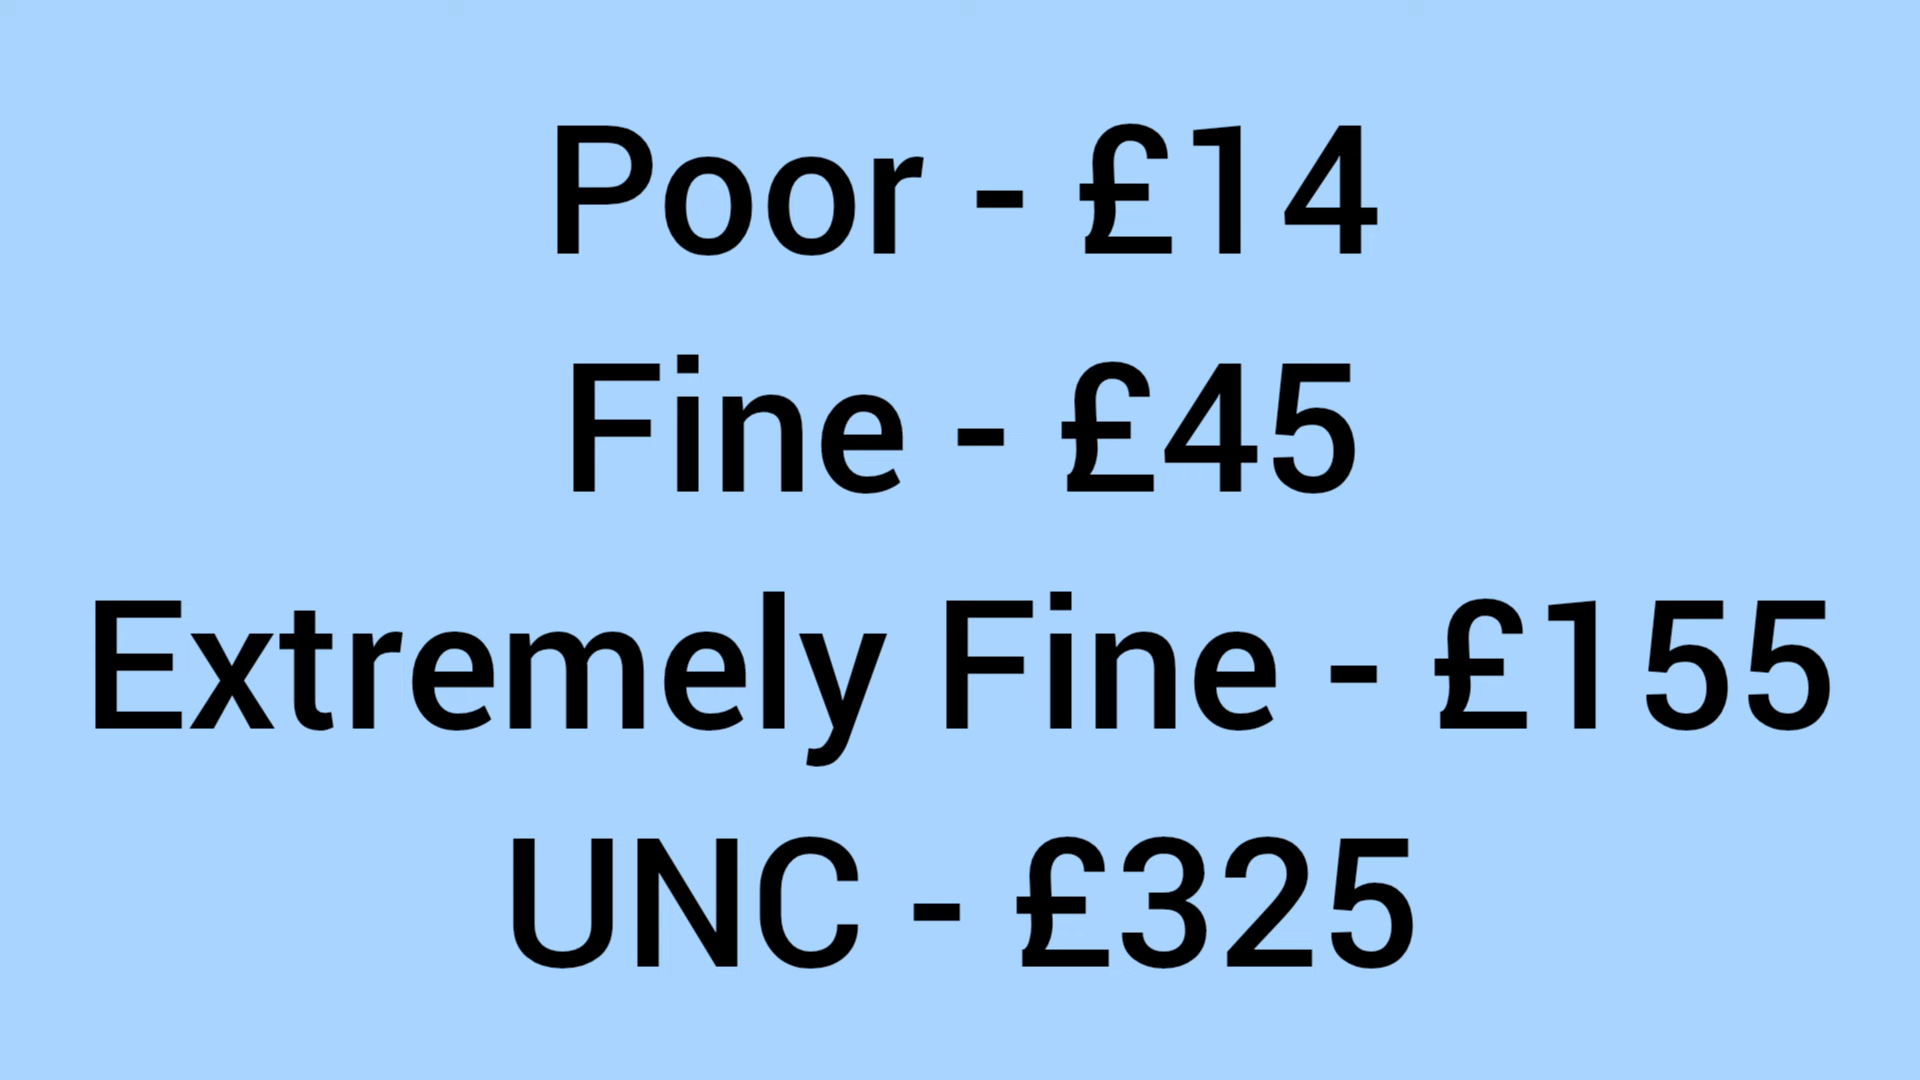 Poor - £14
Fine - £45
Extremely Fine - £155
UNC - £325